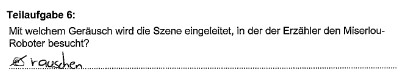 Teilaufgabe 6:
Mit welchem Geräusch wird die Szene eingeleitet, in der der Erzähler den Miserlou-
Roboter besucht?
rauschen